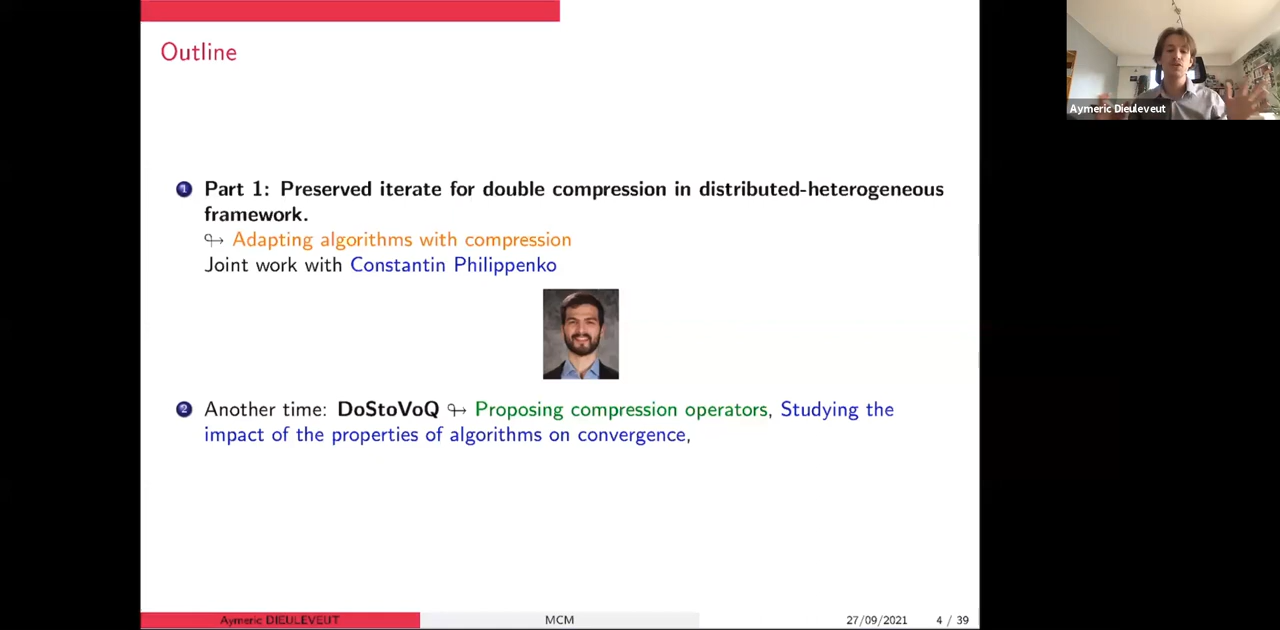 Outline
Aymeric Dieuleveut
1 Part 1: Preserved iterate for double compression in distributed-heterogeneous
framework.
↬ Adapting algorithms with compression
Joint work with Constantin Philippenko
2 Another time: DoStoVoQ ↬ Proposing compression operators, Studying the
impact of the properties of algorithms on convergence,
Aymeric DIEULEVEUT MCM 27/09/2021 4 / 39